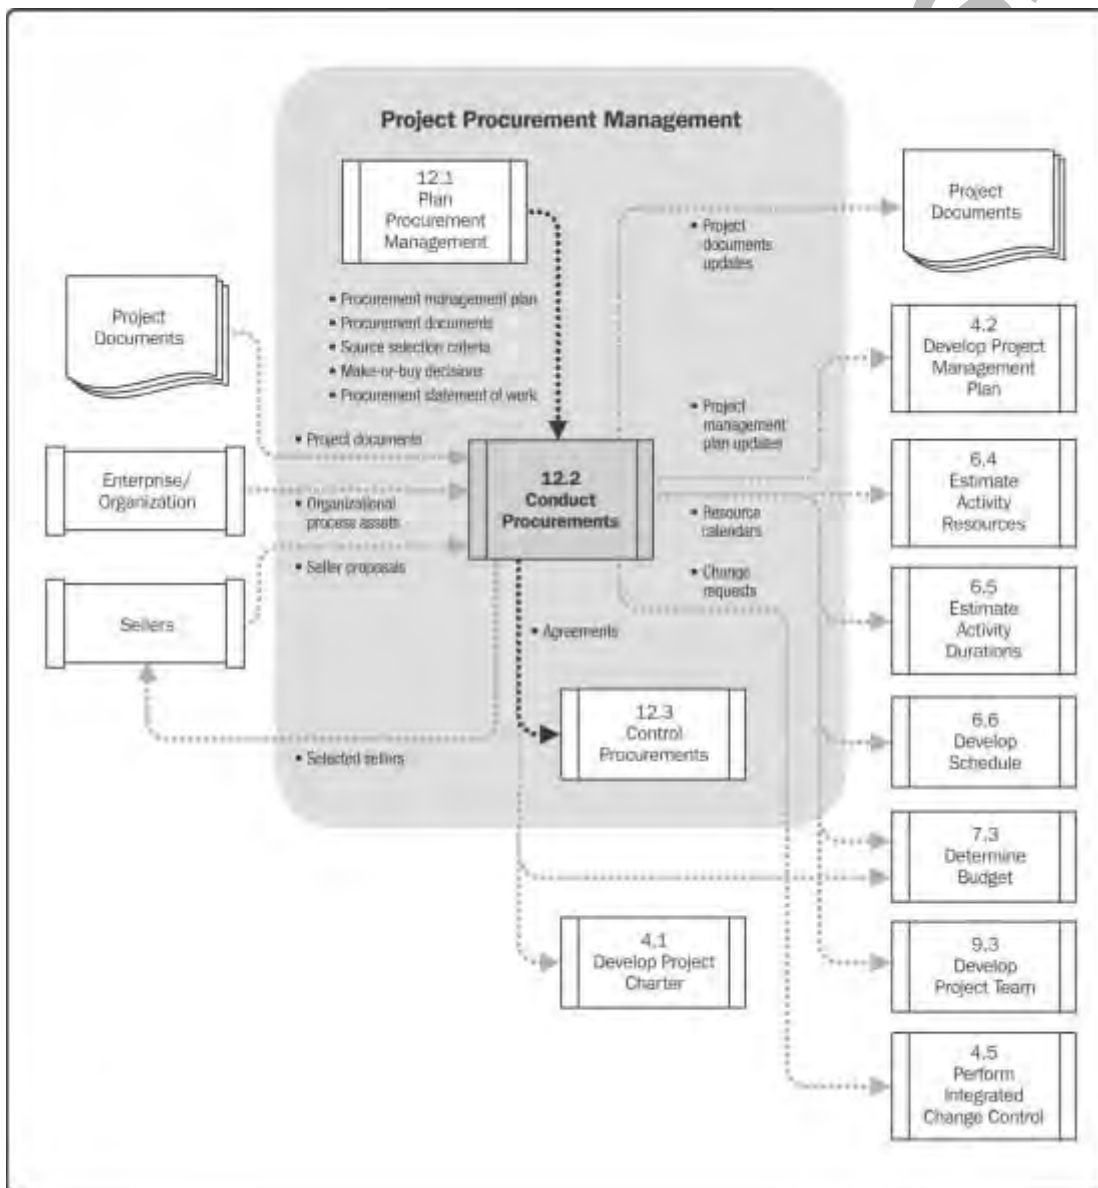 Project Procurement Management
12.1
Plan
Procurement
Management
• Procurement management plan
• Procurement documents
• Source selection criteria
• Make-or-buy decisions
• Procurement statement of work
Project
Documents
• Project documents
Enterprise/
Organization
• Organizational
process assets
• Seller proposals
Sellers
• Selected sellers
12.2
Conduct
Procurements
• Agreements
12.3
Control
Procurements
4.1
Develop Project
Charter
• Project
documents
updates
• Project
management
plan updates
• Resource
calendars
• Change
requests
Project
Documents
4.2
Develop Project
Management
Plan
6.4
Estimate
Activity
Resources
6.5
Estimate
Activity
Durations
6.6
Develop
Schedule
7.3
Determine
Budget
9.3
Develop
Project Team
4.5
Perform
Integrated
Change Control